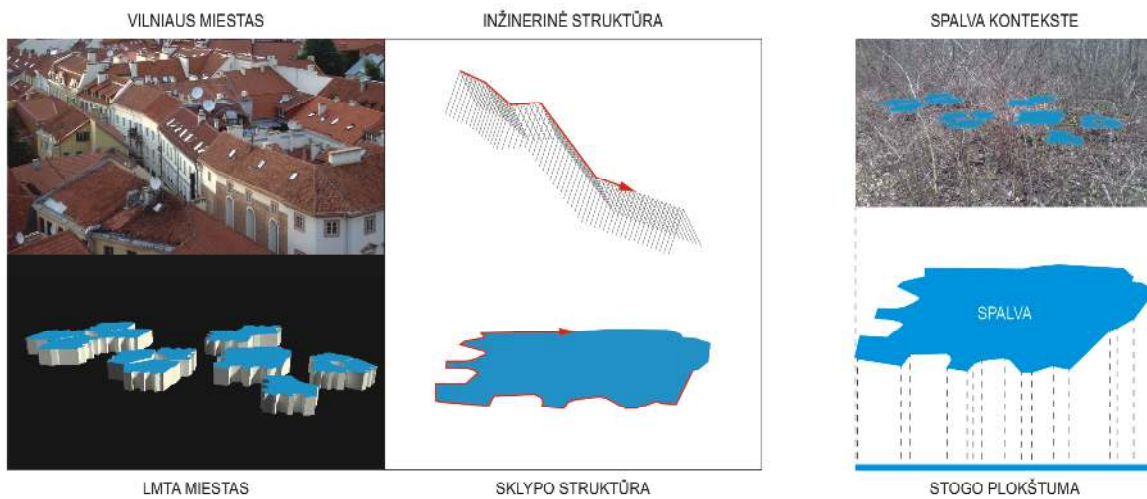 VILNIAUS MIESTAS
INŽINERINĖ STRUKTŪRA
SPALVA KONTEKSTE
SPALVA
LMTA MIESTAS
SKLYPO STRUKTŪRA
STOGO PLOKŠTUMA